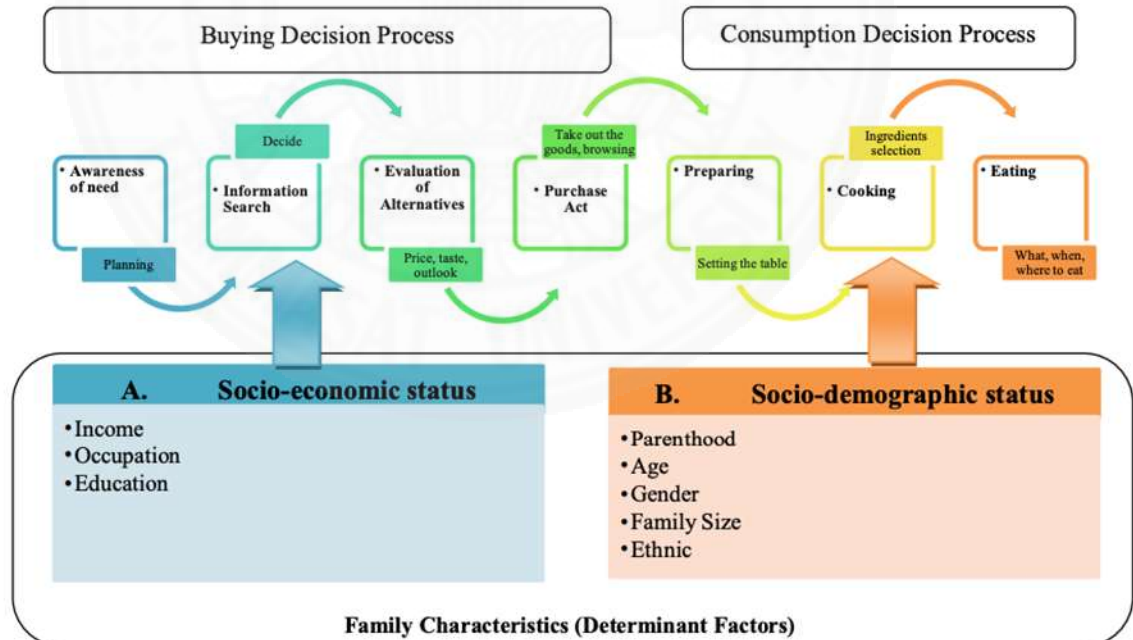 Buying Decision Process
Consumption Decision Process
Decide
Take out the
goods, browsing
Ingredients
selection
• Awareness
of need
• Information
Search
• Evaluation
of
Alternatives
• Purchase
Act
• Preparing
• Cooking
• Eating
Planning
Price, taste,
outlook
Setting the table
What, when,
where to eat
A. Socio-economic status
•Income
•Occupation
•Education
B. Socio-demographic status
•Parenthood
•Age
•Gender
•Family Size
•Ethnic
Family Characteristics (Determinant Factors)